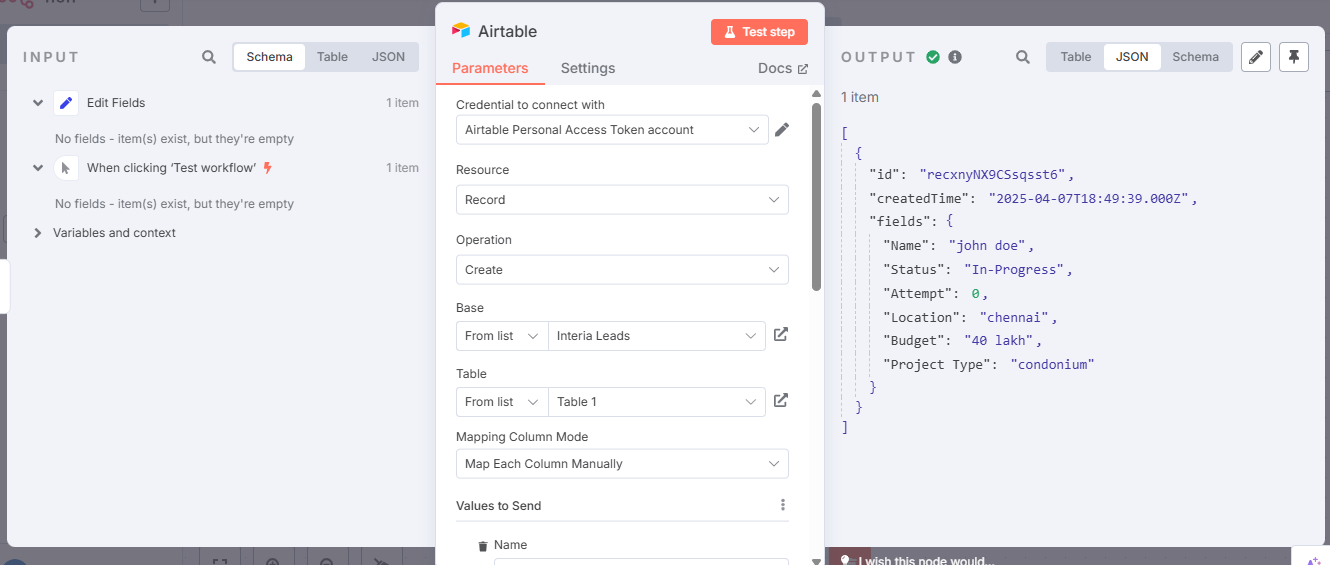 INPUT
Schema
Table
JSON
Edit Fields
1 item
No fields - item(s) exist, but they're empty
When clicking ‘Test workflow’
1 item
No fields - item(s) exist, but they're empty
Variables and context
Airtable
Test step
Parameters
Settings
Docs
Credential to connect with
Airtable Personal Access Token account
Resource
Record
Operation
Create
Base
From list
Interia Leads
Table
From list
Table 1
Mapping Column Mode
Map Each Column Manually
Values to Send
Name
OUTPUT
Table
JSON
Schema
1 item
[
{
"id": "recxnyNX9CSsqsst6",
"createdTime": "2025-04-07T18:49:39.000Z",
"fields": {
"Name": "john doe",
"Status": "In-Progress",
"Attempt": 0,
"Location": "chennai",
"Budget": "40 lakh",
"Project Type": "condonium"
}
}
]
I wish this node would...